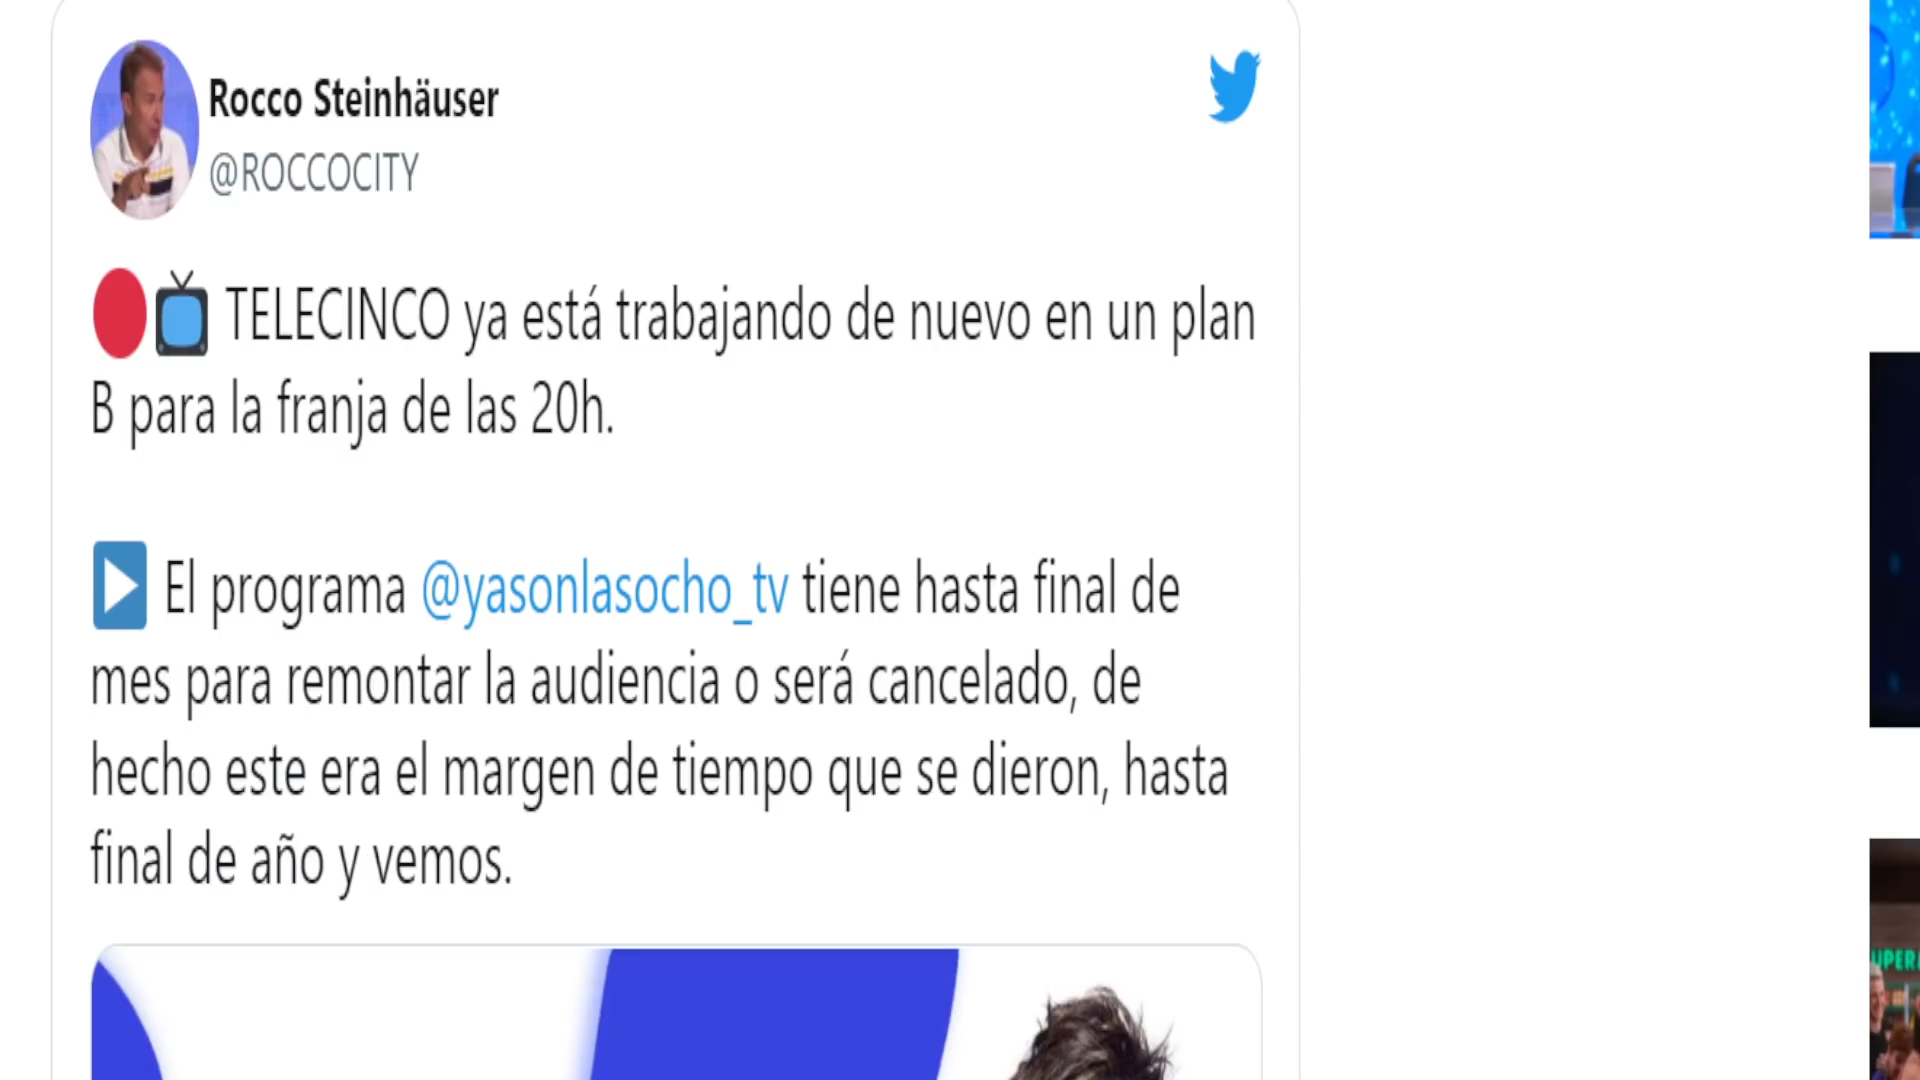 Rocco Steinhäuser
@ROCCOCITY
TELECINCO ya está trabajando de nuevo en un plan
B para la franja de las 20h.
El programa @yasonlasocho_tv tiene hasta final de
mes para remontar la audiencia o será cancelado, de
hecho este era el margen de tiempo que se dieron, hasta
final de año y vemos.